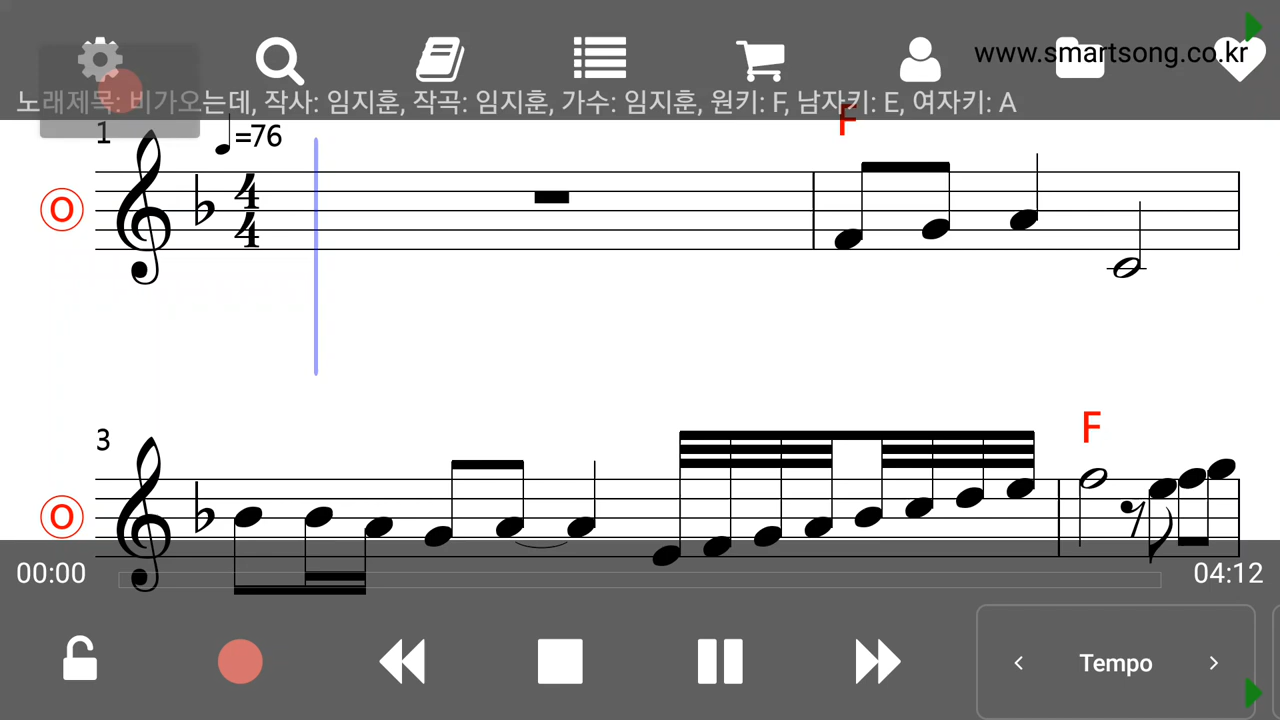 www.smartsong.co.kr
노래제목: 비가오는데, 작사: 임지훈, 작곡: 임지훈, 가수: 임지훈, 원키: F, 남자키: E, 여자키: A
1
=76
F
O
4
4
3
F
O
00:00
04:12
< Tempo >